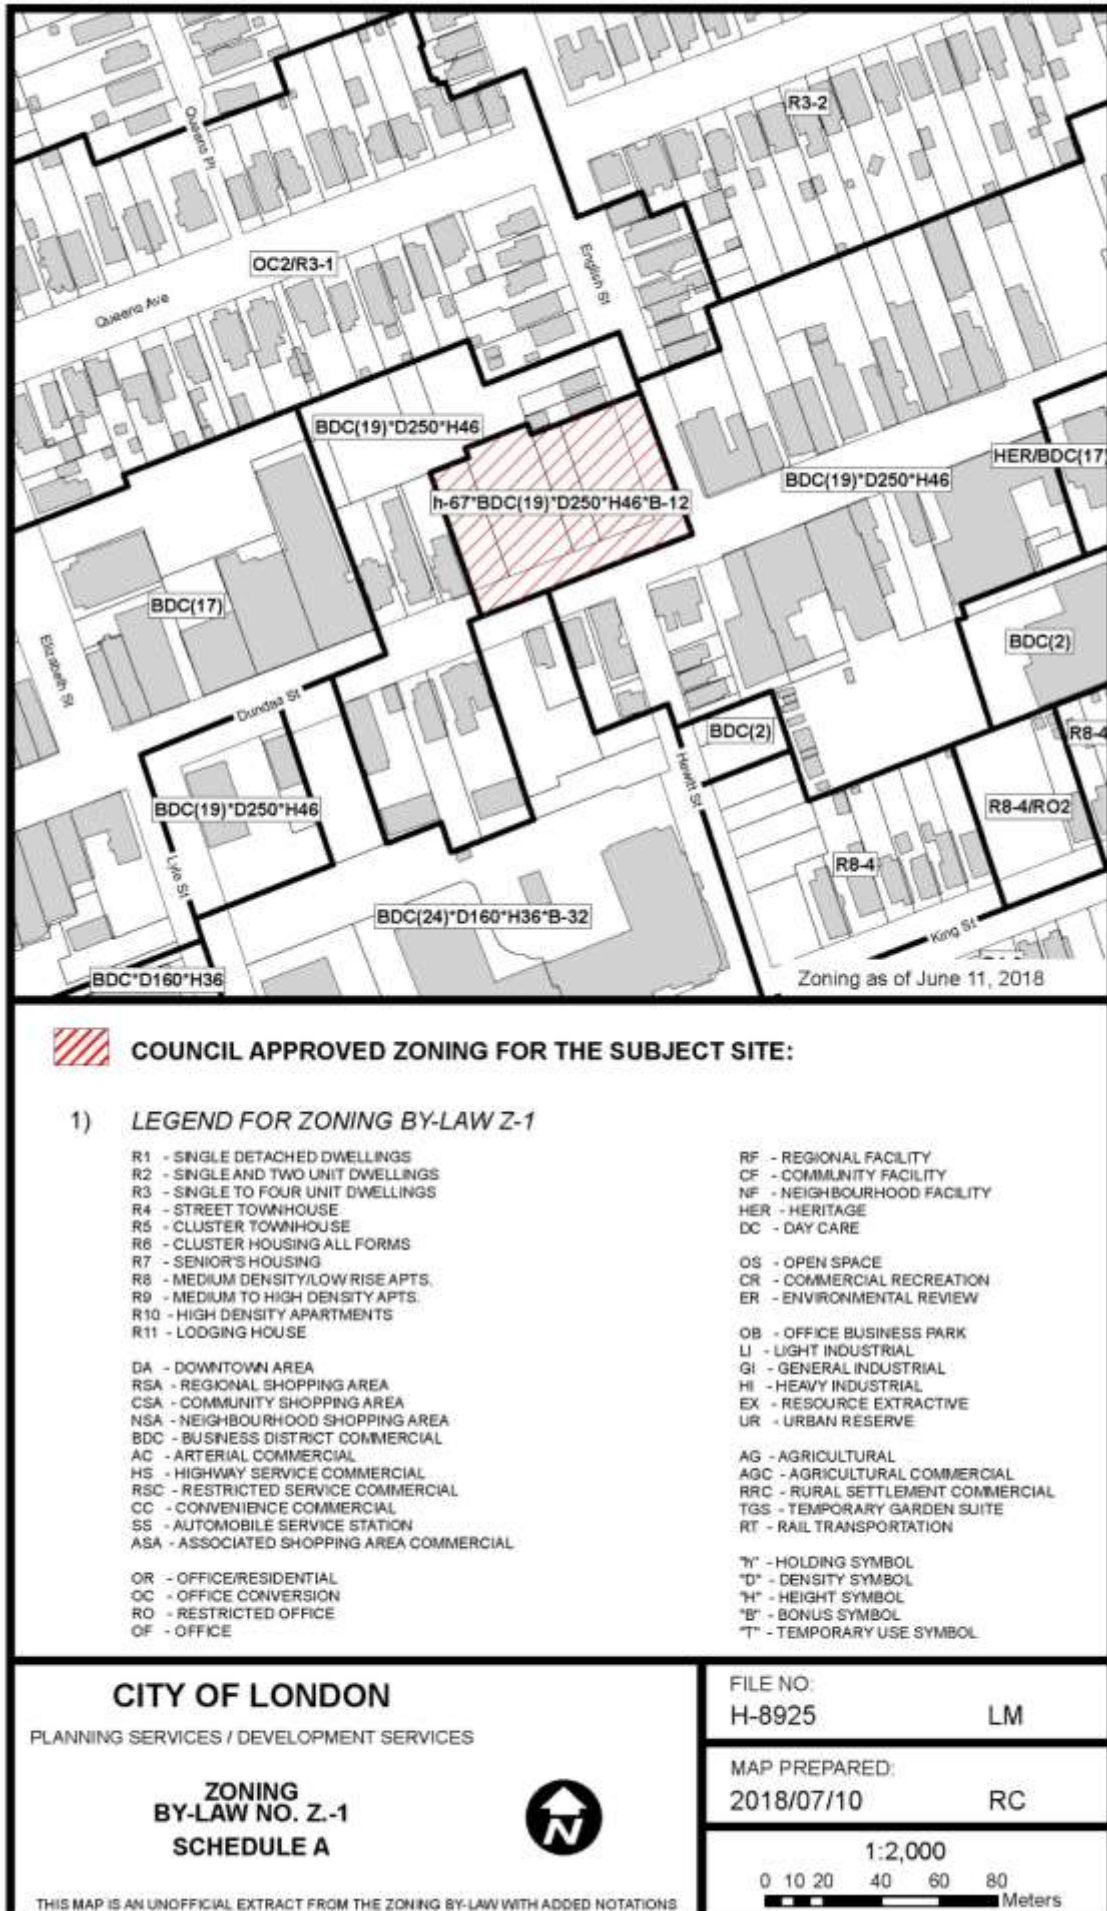 Queens Pl
R3-2
English St
OC2/R3-1
Queens Ave
BDC(19)*D250*H46
HER/BDC(17)
BDC(19)*D250*H46
h-67*BDC(19)*D250*H46*B-12
BDC(17)
Elizabeth St
BDC(2)
Dundas St
BDC(2)
R8-4
Hewitt St
BDC(19)*D250*H46
R8-4/RO2
Lyle St
R8-4
BDC(24)*D160*H36*B-32
King St
BDC*D160*H36
Zoning as of June 11, 2018
COUNCIL APPROVED ZONING FOR THE SUBJECT SITE:
1) LEGEND FOR ZONING BY-LAW Z-1
R1 - SINGLE DETACHED DWELLINGS
R2 - SINGLE AND TWO UNIT DWELLINGS
R3 - SINGLE TO FOUR UNIT DWELLINGS
R4 - STREET TOWNHOUSE
R5 - CLUSTER TOWNHOUSE
R6 - CLUSTER HOUSING ALL FORMS
R7 - SENIOR'S HOUSING
R8 - MEDIUM DENSITY/LOW RISE APTS.
R9 - MEDIUM TO HIGH DENSITY APTS.
R10 - HIGH DENSITY APARTMENTS
R11 - LODGING HOUSE
DA - DOWNTOWN AREA
RSA - REGIONAL SHOPPING AREA
CSA - COMMUNITY SHOPPING AREA
NSA - NEIGHBOURHOOD SHOPPING AREA
BDC - BUSINESS DISTRICT COMMERCIAL
AC - ARTERIAL COMMERCIAL
HS - HIGHWAY SERVICE COMMERCIAL
RSC - RESTRICTED SERVICE COMMERCIAL
CC - CONVENIENCE COMMERCIAL
SS - AUTOMOBILE SERVICE STATION
ASA - ASSOCIATED SHOPPING AREA COMMERCIAL
OR - OFFICE/RESIDENTIAL
OC - OFFICE CONVERSION
RO - RESTRICTED OFFICE
OF - OFFICE
RF - REGIONAL FACILITY
CF - COMMUNITY FACILITY
NF - NEIGHBOURHOOD FACILITY
HER - HERITAGE
DC - DAY CARE
OS - OPEN SPACE
CR - COMMERCIAL RECREATION
ER - ENVIRONMENTAL REVIEW
OB - OFFICE BUSINESS PARK
LI - LIGHT INDUSTRIAL
GI - GENERAL INDUSTRIAL
HI - HEAVY INDUSTRIAL
EX - RESOURCE EXTRACTIVE
UR - URBAN RESERVE
AG - AGRICULTURAL
AGC - AGRICULTURAL COMMERCIAL
RRC - RURAL SETTLEMENT COMMERCIAL
TGS - TEMPORARY GARDEN SUITE
RT - RAIL TRANSPORTATION
"h" - HOLDING SYMBOL
"D" - DENSITY SYMBOL
"H" - HEIGHT SYMBOL
"B" - BONUS SYMBOL
"T" - TEMPORARY USE SYMBOL
CITY OF LONDON
PLANNING SERVICES / DEVELOPMENT SERVICES
ZONING
BY-LAW NO. Z.-1
SCHEDULE A
N
THIS MAP IS AN UNOFFICIAL EXTRACT FROM THE ZONING BY-LAW WITH ADDED NOTATIONS
FILE NO:
H-8925 LM
MAP PREPARED:
2018/07/10 RC
1:2,000
0 10 20 40 60 80
Meters